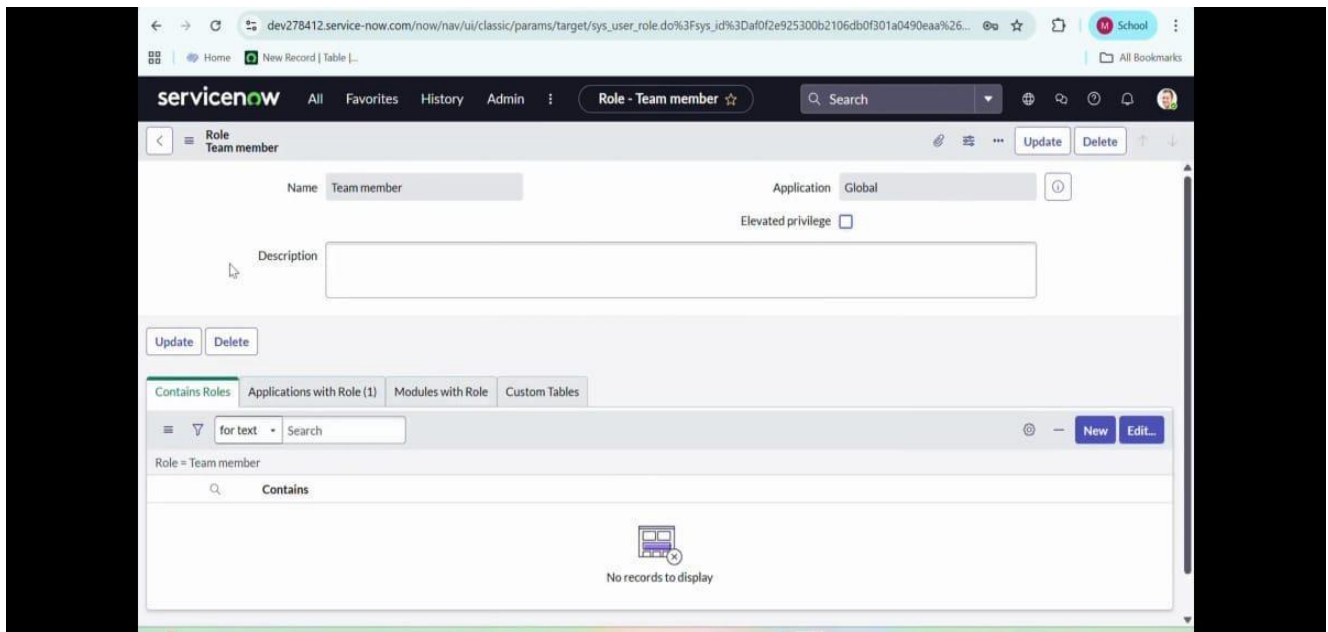 dev278412.service-now.com/now/nav/ui/classic/params/target/sys_user_role.do%3Fsys_id%3Daf0f2e925300b2106db0f301a0490eaa%26...
M School
Home New Record | Table |...
All Bookmarks
servicenow All Favorites History Admin Role - Team member Search
Role
Team member
Update Delete
Name Team member Application Global
Elevated privilege
Description
Update Delete
Contains Roles Applications with Role (1) Modules with Role Custom Tables
for text Search New Edit...
Role = Team member
Contains
No records to display